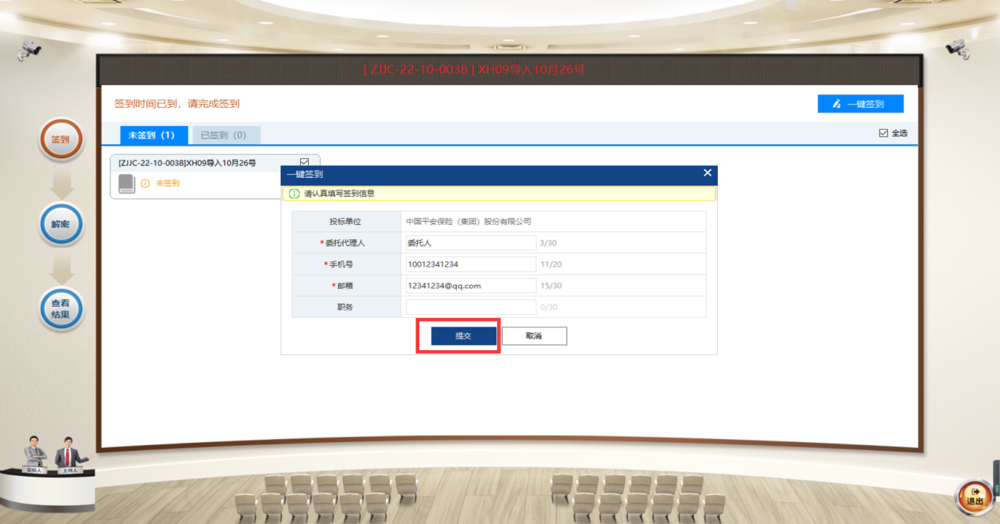 [ ZJJC-22-10-0038 ] XH09导入10月26号
签到时间已到，请完成签到
一键签到
未签到（1）
已签到（0）
全选
签到
解密
查看
结果
[ZJJC-22-10-0038]XH09导入10月26号
未签到
一键签到
请认真填写签到信息
投标单位 中国平安保险（集团）股份有限公司
*委托代理人 委托人 3/30
*手机号 10012341234 11/20
*邮箱 12341234@qq.com 15/30
职务 0/30
提交 取消
主持人
退出